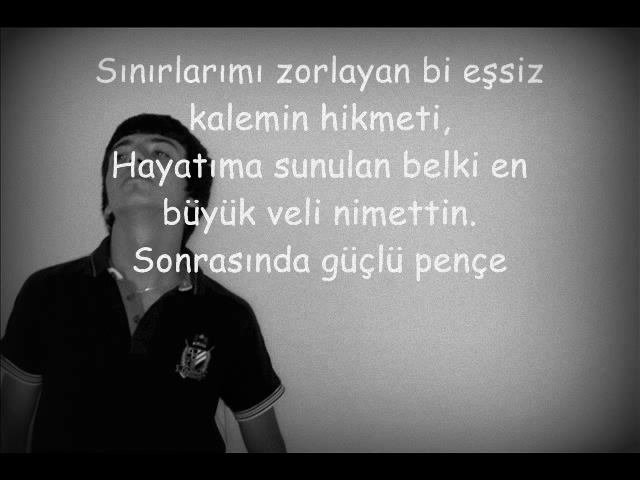 Sınırlarımı zorlayan bi eşsiz
kalemin hikmeti,
Hayatıma sunulan belki en
büyük veli nimettin.
Sonrasında güçlü pençe